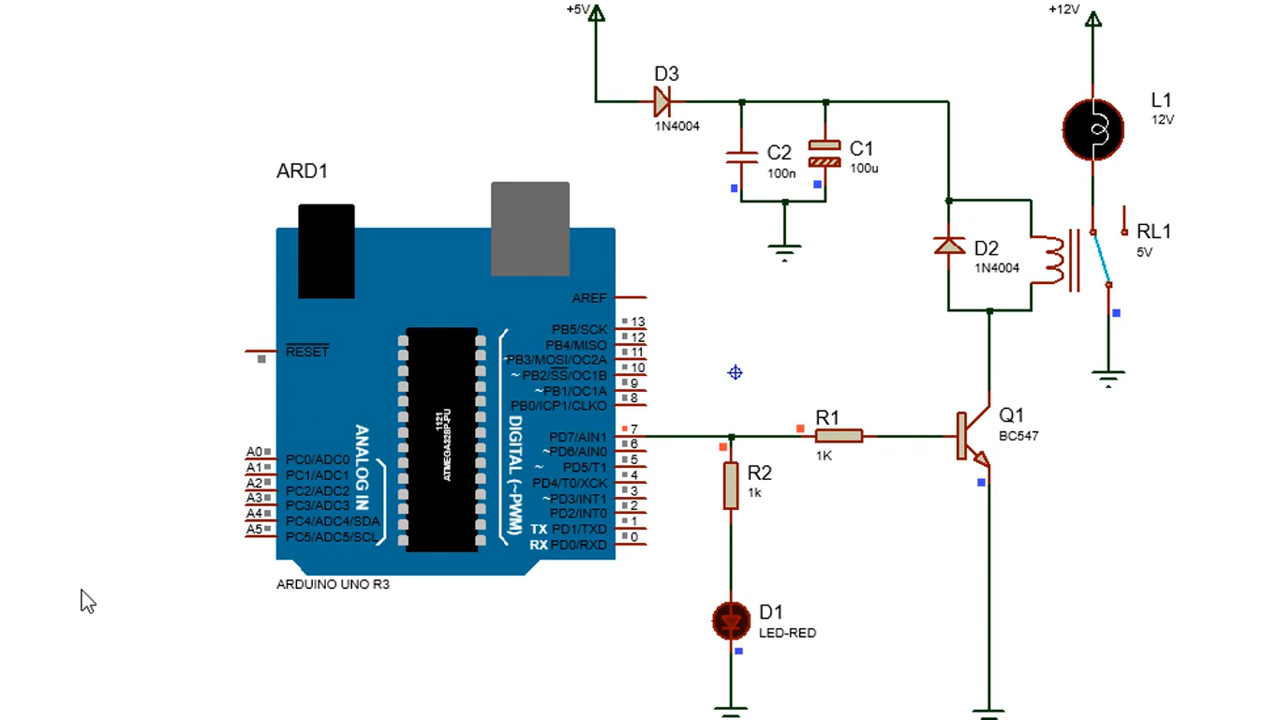 +5V
+12V
D3
1N4004
L1
12V
C2
100n
C1
100u
ARD1
RL1
5V
D2
1N4004
AREF
RESET
PB5/SCK
13
PB4/MISO
12
PB3/MOSI/OC2A
11
~ PB2/SS/OC1B
10
~ PB1/OC1A
9
PB0/ICP1/CLKO
8
1121
ATMEGA328P-PU
ANALOG IN
DIGITAL (~PWM)
PD7/AIN1
7
~ PD6/AIN0
6
~ PD5/T1
5
PD4/T0/XCK
4
~ PD3/INT1
3
PD2/INT0
2
TX PD1/TXD
1
RX PD0/RXD
0
A0
PC0/ADC0
A1
PC1/ADC1
A2
PC2/ADC2
A3
PC3/ADC3
A4
PC4/ADC4/SDA
A5
PC5/ADC5/SCL
ARDUINO UNO R3
R1
1K
Q1
BC547
R2
1k
D1
LED-RED